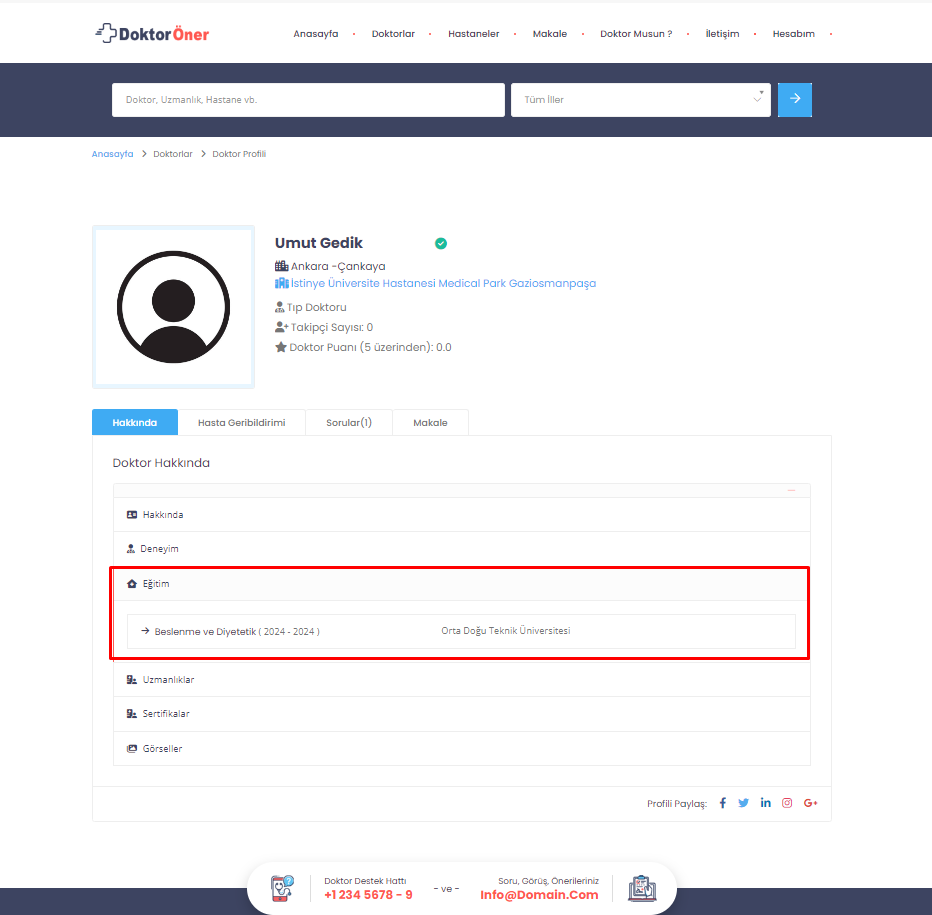 DoktorÖner
Anasayfa • Doktorlar • Hastaneler • Makale • Doktor Musun ? • İletişim • Hesabım •
Doktor, Uzmanlık, Hastane vb. Tüm İller
Anasayfa > Doktorlar > Doktor Profili
Umut Gedik
Ankara -Çankaya
İstinye Üniversite Hastanesi Medical Park Gaziosmanpaşa
Tıp Doktoru
Takipçi Sayısı: 0
Doktor Puanı (5 üzerinden): 0.0
Hakkında Hasta Geribildirimi Sorular(1) Makale
Doktor Hakkında
Hakkında
Deneyim
Eğitim
Beslenme ve Diyetetik ( 2024 - 2024 ) Orta Doğu Teknik Üniversitesi
Uzmanlıklar
Sertifikalar
Görseller
Profili Paylaş:
Doktor Destek Hattı
+1 234 5678 - 9
- ve -
Soru, Görüş, Önerileriniz
Info@Domain.Com